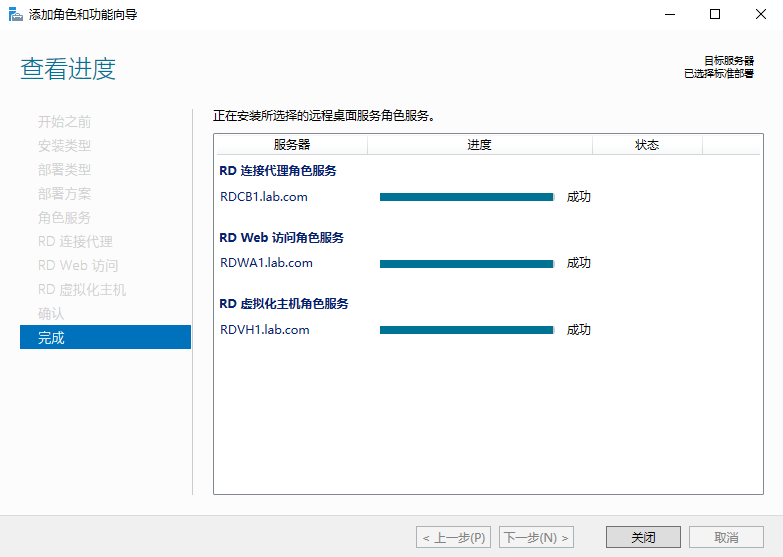 添加角色和功能向导
查看进度
目标服务器
已选择标准部署
开始之前
安装类型
部署类型
部署方案
角色服务
RD 连接代理
RD Web 访问
RD 虚拟化主机
确认
完成
正在安装所选择的远程桌面服务角色服务。
服务器 进度 状态
RD 连接代理角色服务
RDCB1.lab.com 成功
RD Web 访问角色服务
RDWA1.lab.com 成功
RD 虚拟化主机角色服务
RDVH1.lab.com 成功
< 上一步(P) 下一步(N) > 关闭 取消